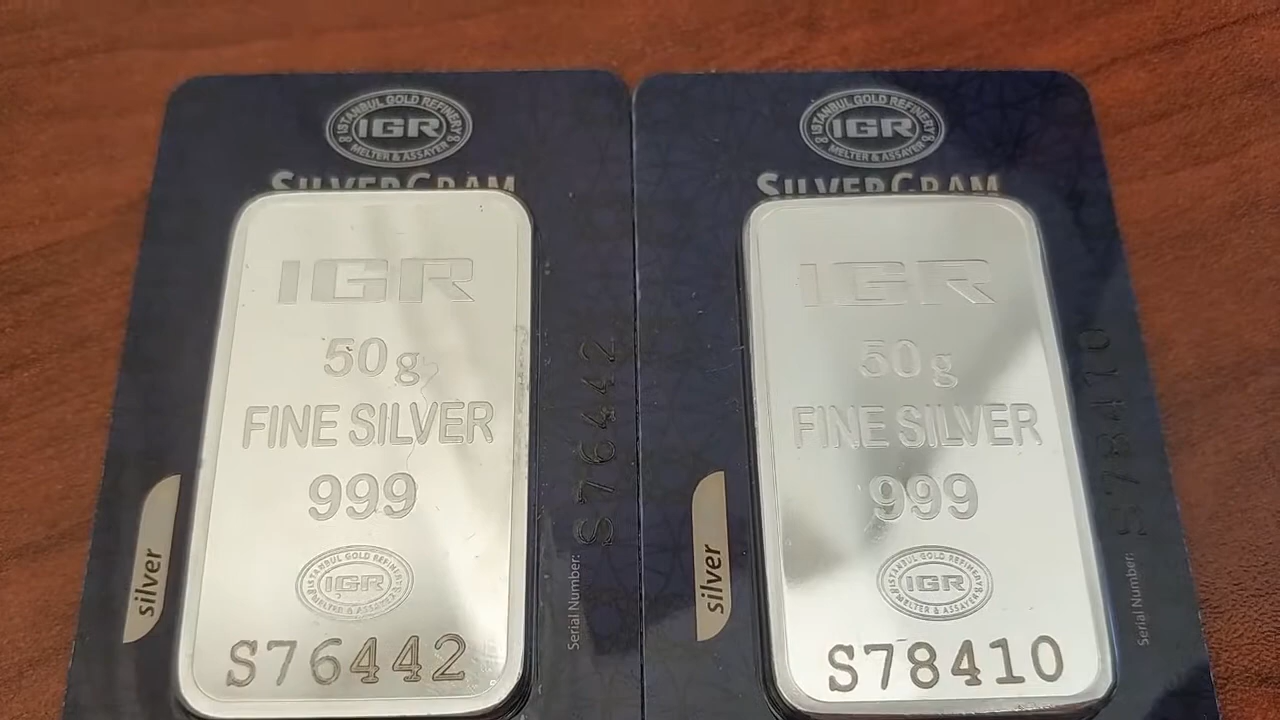 ISTANBUL GOLD REFINERY
IGR
MELTER & ASSAYER
SILVERGRAM
IGR
50g
FINE SILVER
999
ISTANBUL GOLD REFINERY
IGR
MELTER & ASSAYER
S76442
silver
Serial Number: S76442
ISTANBUL GOLD REFINERY
IGR
MELTER & ASSAYER
SILVERGRAM
IGR
50g
FINE SILVER
999
ISTANBUL GOLD REFINERY
IGR
MELTER & ASSAYER
S78410
silver
Serial Number: S78410